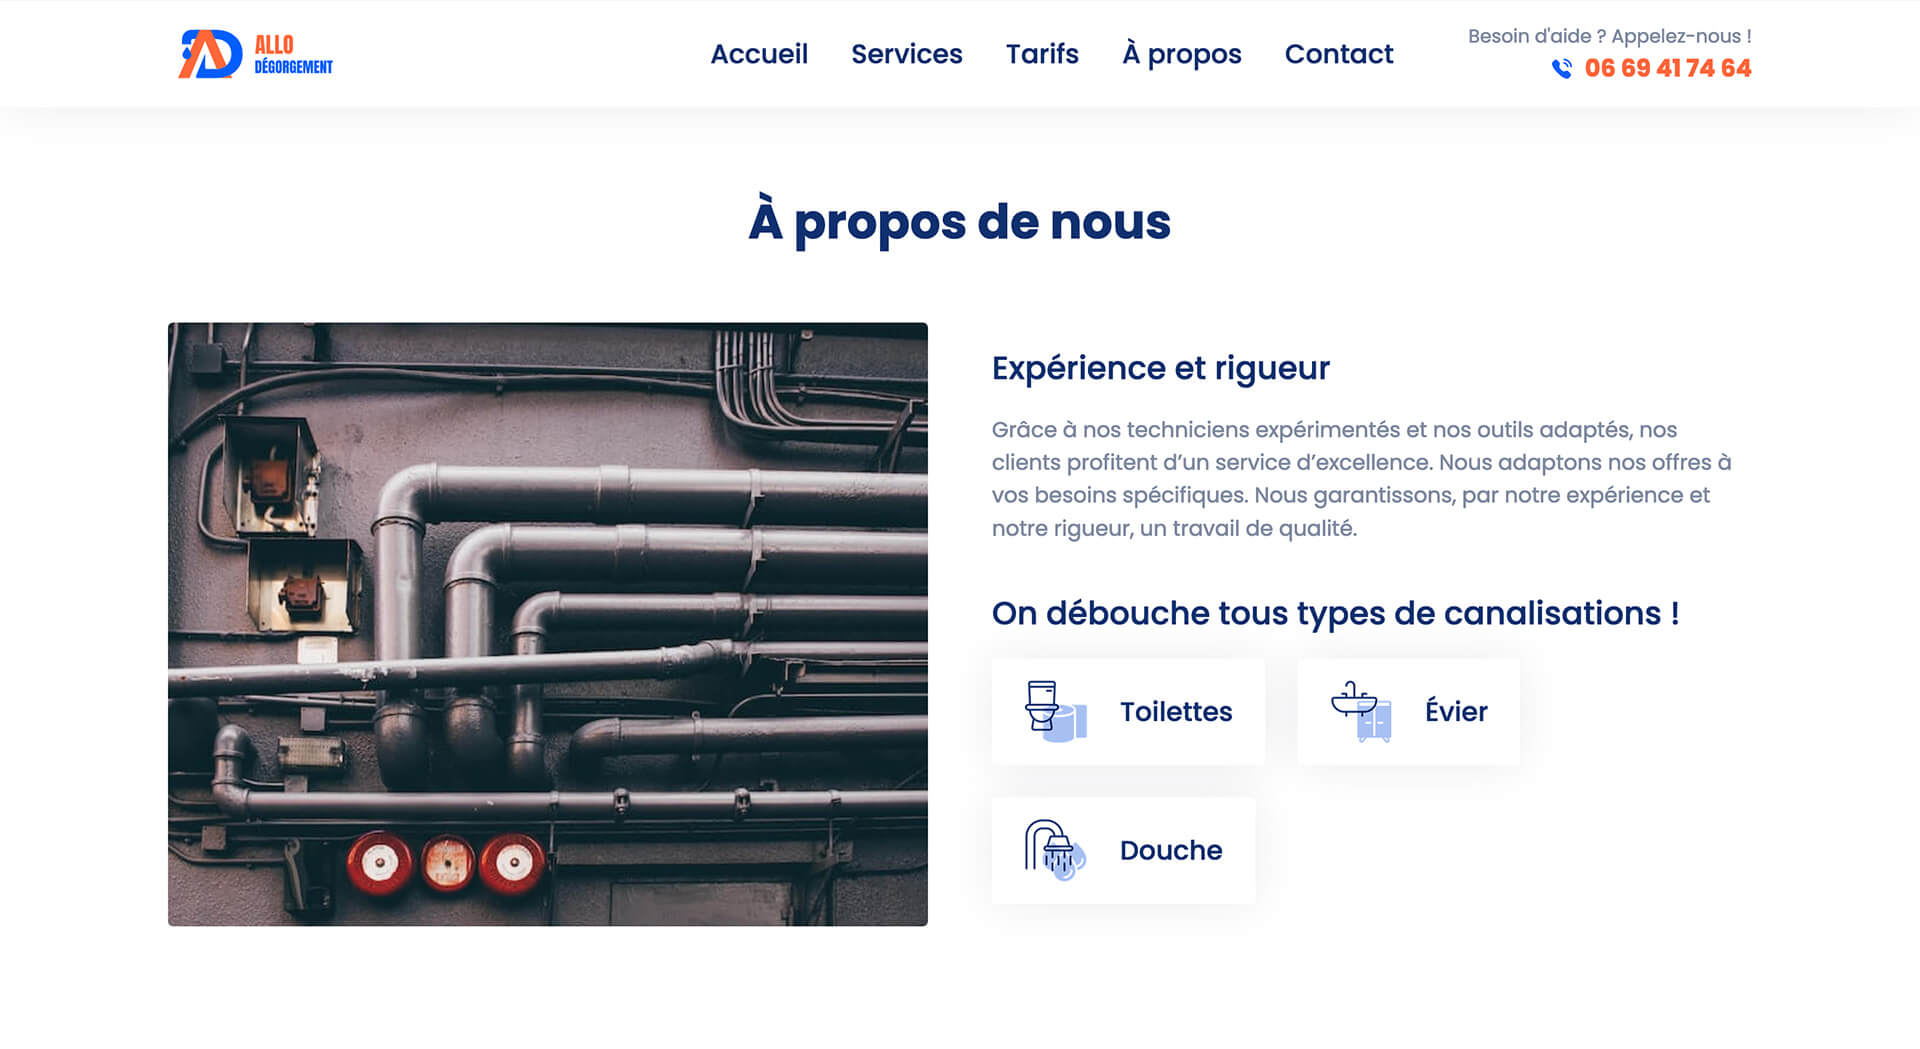 ALLO
DÉGORGEMENT
Accueil
Services
Tarifs
À propos
Contact
Besoin d'aide ? Appelez-nous !
06 69 41 74 64
À propos de nous
Expérience et rigueur
Grâce à nos techniciens expérimentés et nos outils adaptés, nos
clients profitent d’un service d’excellence. Nous adaptons nos offres à
vos besoins spécifiques. Nous garantissons, par notre expérience et
notre rigueur, un travail de qualité.
On débouche tous types de canalisations !
Toilettes
Évier
Douche